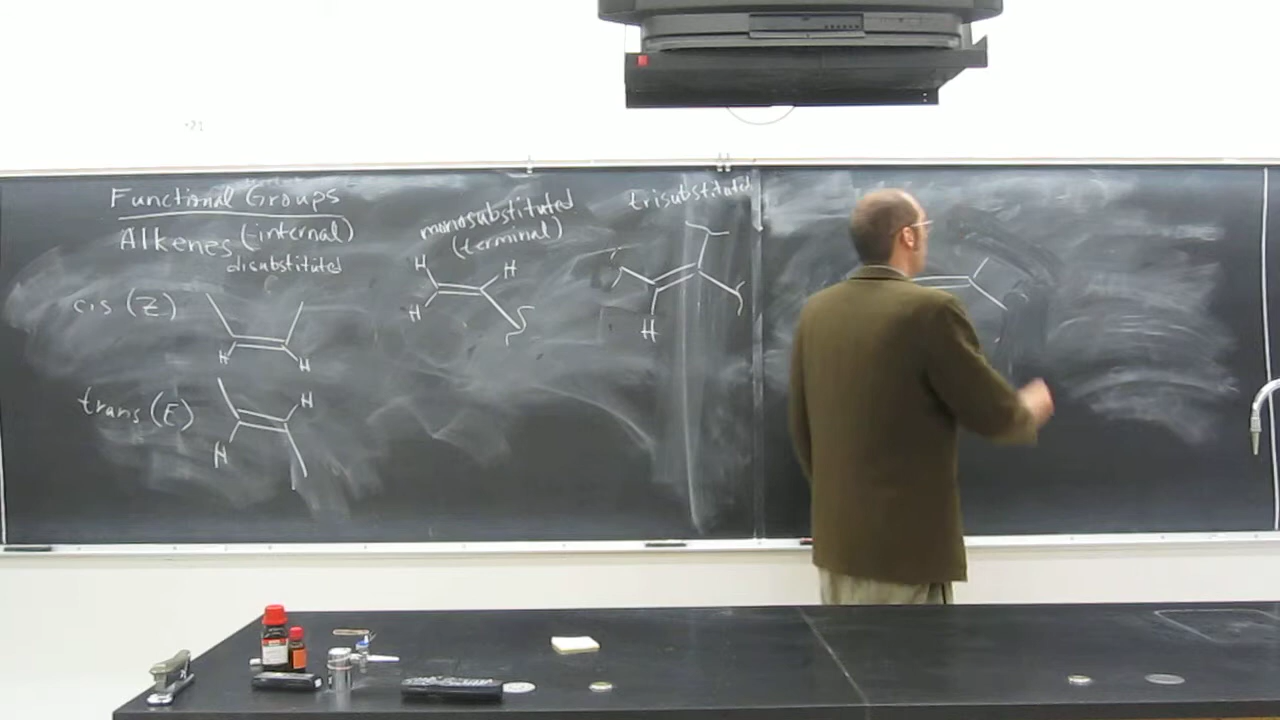 Functional Groups
Alkenes (internal)
disubstituted
cis (Z)
H
H
trans (E)
H
H
monosubstituted
(terminal)
H
H
H
trisubstituted
H